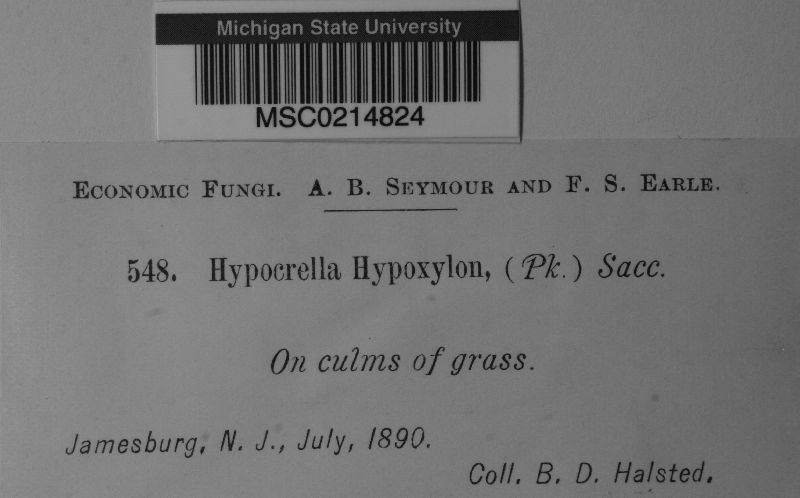 Michigan State University
MSC0214824
Economic Fungi. A. B. Seymour and F. S. Earle.
548. Hypocrella Hypoxylon, (Pk.) Sacc.
On culms of grass.
Jamesburg, N. J., July, 1890.
Coll. B. D. Halsted.